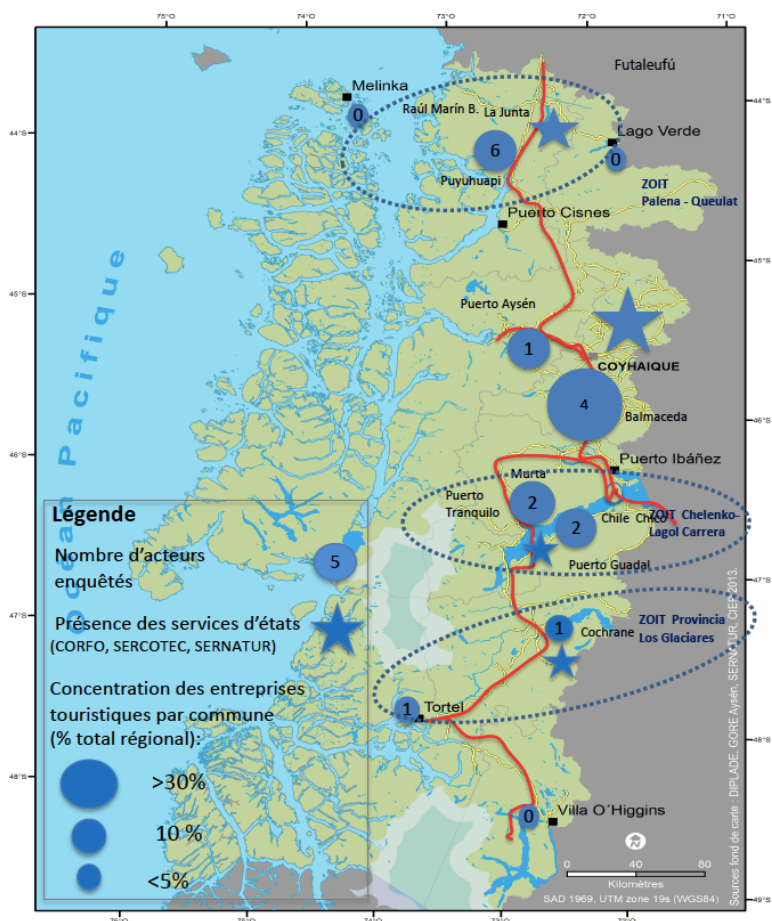 75°S
74°S
73°S
72°S
71°S
Futaleufú
Melinka
44°S
0
Raúl Marín B.
La Junta
Lago Verde
6
0
Puyuhuapi
ZOIT
Palena - Queulat
Puerto Cisnes
45°S
Puerto Aysén
1
COYHAIQUE
4
Balmaceda
46°S
Océan Pacifique
Puerto Ibáñez
Murta
Puerto
Tranquilo
2
2
Chile Chico
ZOIT Chelenko-
Lagol Carrera
Puerto Guadal
Légende
Nombre d'acteurs
enquêtés
5
Présence des services d'états
(CORFO, SERCOTEC, SERNATUR)
Concentration des entreprises
touristiques par commune
(% total régional):
>30%
10 %
<5%
47°S
1
Cochrane
ZOIT Provincia
Los Glaciares
1
Tortel
48°S
0
Villa O´Higgins
N
0 40 80
Kilomètres
SAD 1969, UTM zone 19s (WGS84)
49°S
Sources fond de carte : DIPLADE, GORE Aysén, SERNATUR, CIEP 2013.